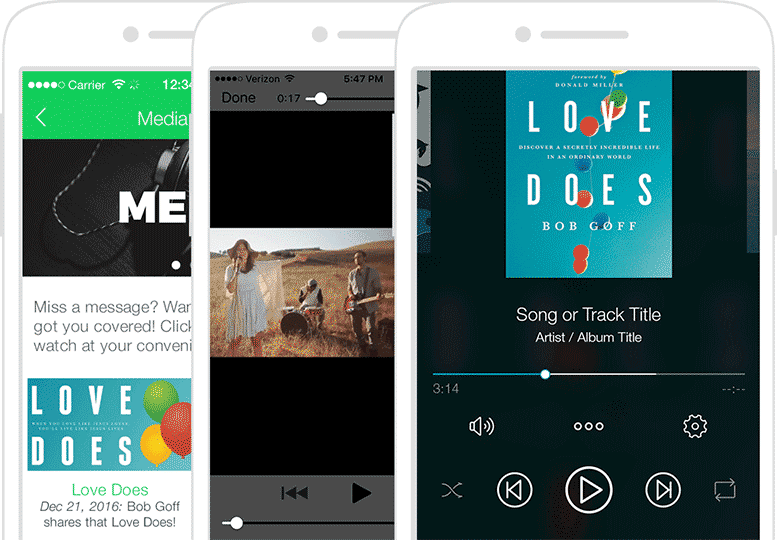 Carrier
12:34
Media
ME
Miss a message?
got you covered! Click
watch at your conveni
LOVE
WHEN YOU LOVE LIKE JESUS LOVED
YOU'LL LIVE LIKE JESUS LIVED
DOES
Love Does
Dec 21, 2016: Bob Goff
shares that Love Does!
Verizon
5:47 PM
Done
0:17
foreword by
DONALD MILLER
LOVE
DISCOVER A SECRETLY INCREDIBLE LIFE
IN AN ORDINARY WORLD
DOES
BOB GOFF
Song or Track Title
Artist / Album Title
3:14
--:--